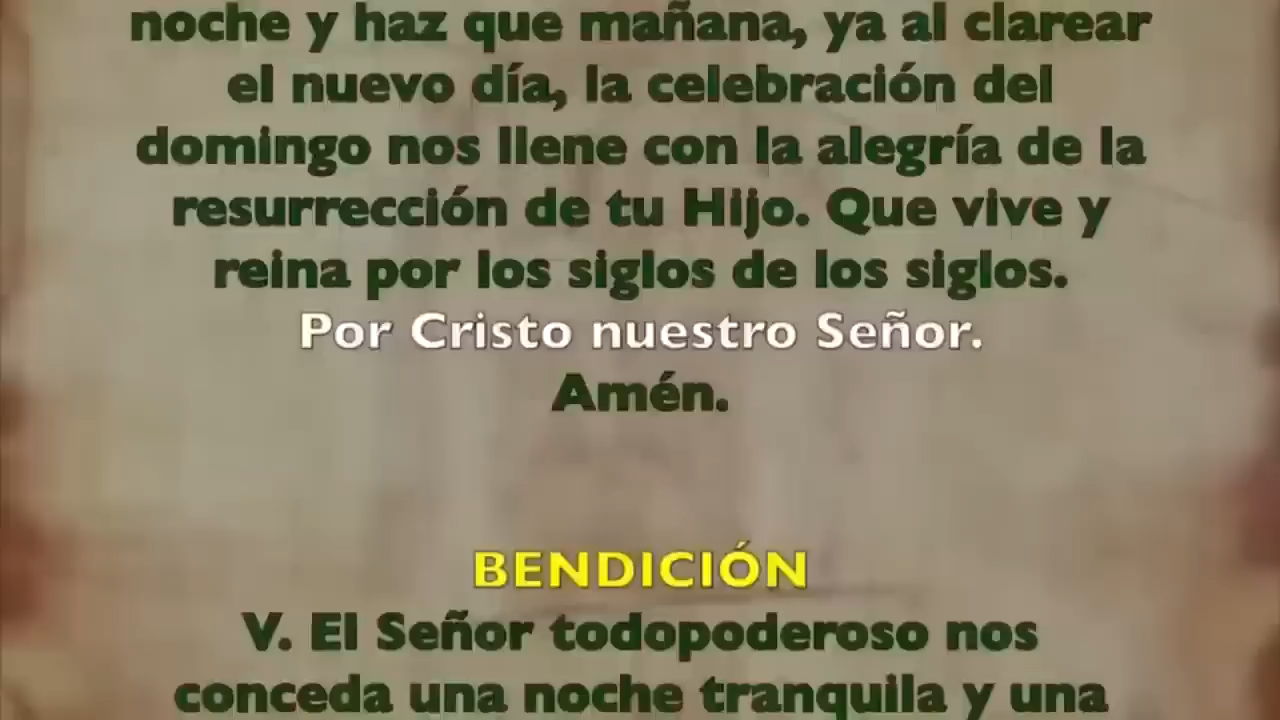 noche y haz que mañana, ya al clarear
el nuevo día, la celebración del
domingo nos llene con la alegría de la
resurrección de tu Hijo. Que vive y
reina por los siglos de los siglos.
Por Cristo nuestro Señor.
Amén.
BENDICIÓN
V. El Señor todopoderoso nos
conceda una noche tranquila y una